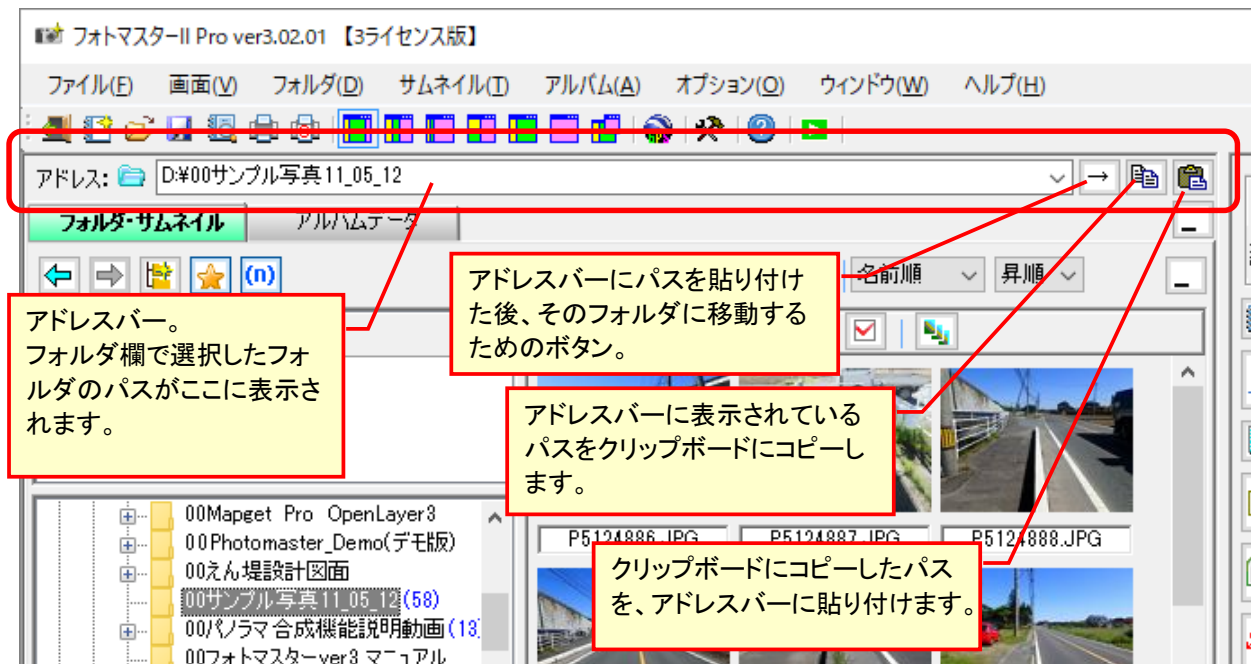 フォトマスターII Pro ver3.02.01 【3ライセンス版】
ファイル(F) 画面(V) フォルダ(D) サムネイル(T) アルバム(A) オプション(O) ウィンドウ(W) ヘルプ(H)
アドレス: D:¥00サンプル写真11_05_12
フォルダ・サムネイル アルバムデータ
(n) 名前順 昇順
アドレスバーにパスを貼り付け
た後、そのフォルダに移動する
ためのボタン。
アドレスバー。
フォルダ欄で選択したフォ
ルダのパスがここに表示さ
れます。
アドレスバーに表示されている
パスをクリップボードにコピーし
ます。
00Mapget Pro OpenLayer3
00Photomaster_Demo(デモ版)
00えん堤設計図面
00サンプル写真11_05_12(58)
00パノラマ合成機能説明動画(13
00フォトマスターver3 マニュアル
P5124886.JPG P5124887.JPG P5124888.JPG
クリップボードにコピーしたパス
を、アドレスバーに貼り付けます。